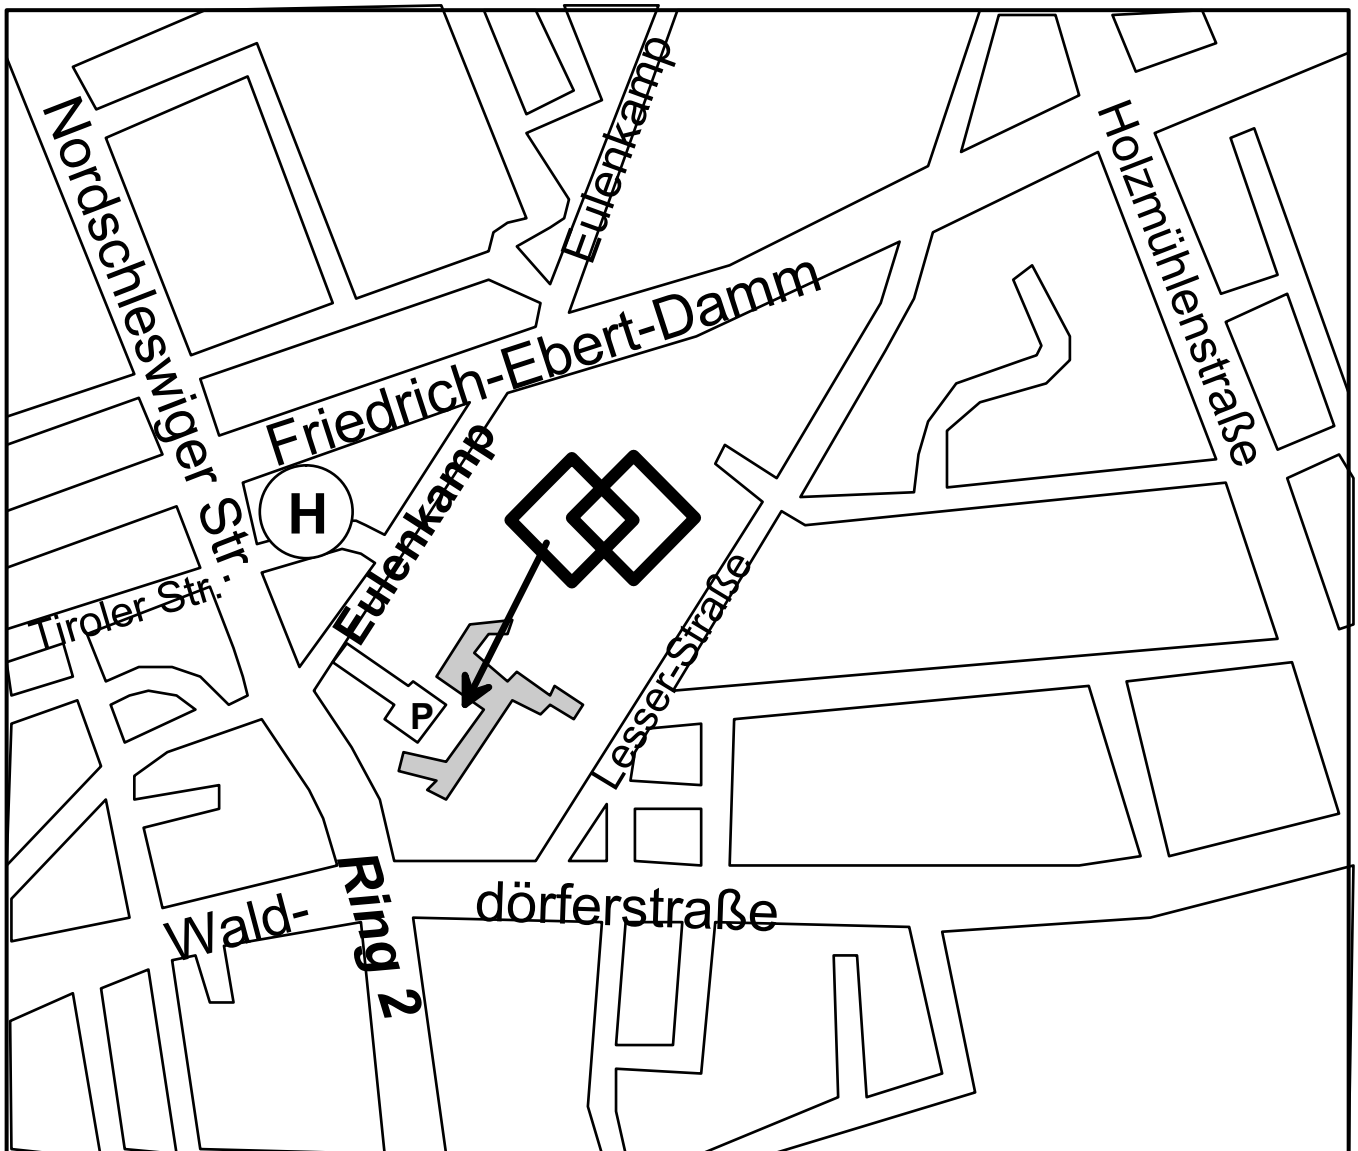 Eulenkamp
Nordschleswiger Str.
Holzmühlenstraße
Friedrich-Ebert-Damm
H
Eulenkamp
Tiroler Str.
Lesser-Straße
P
Ring 2
Wald-
dörferstraße